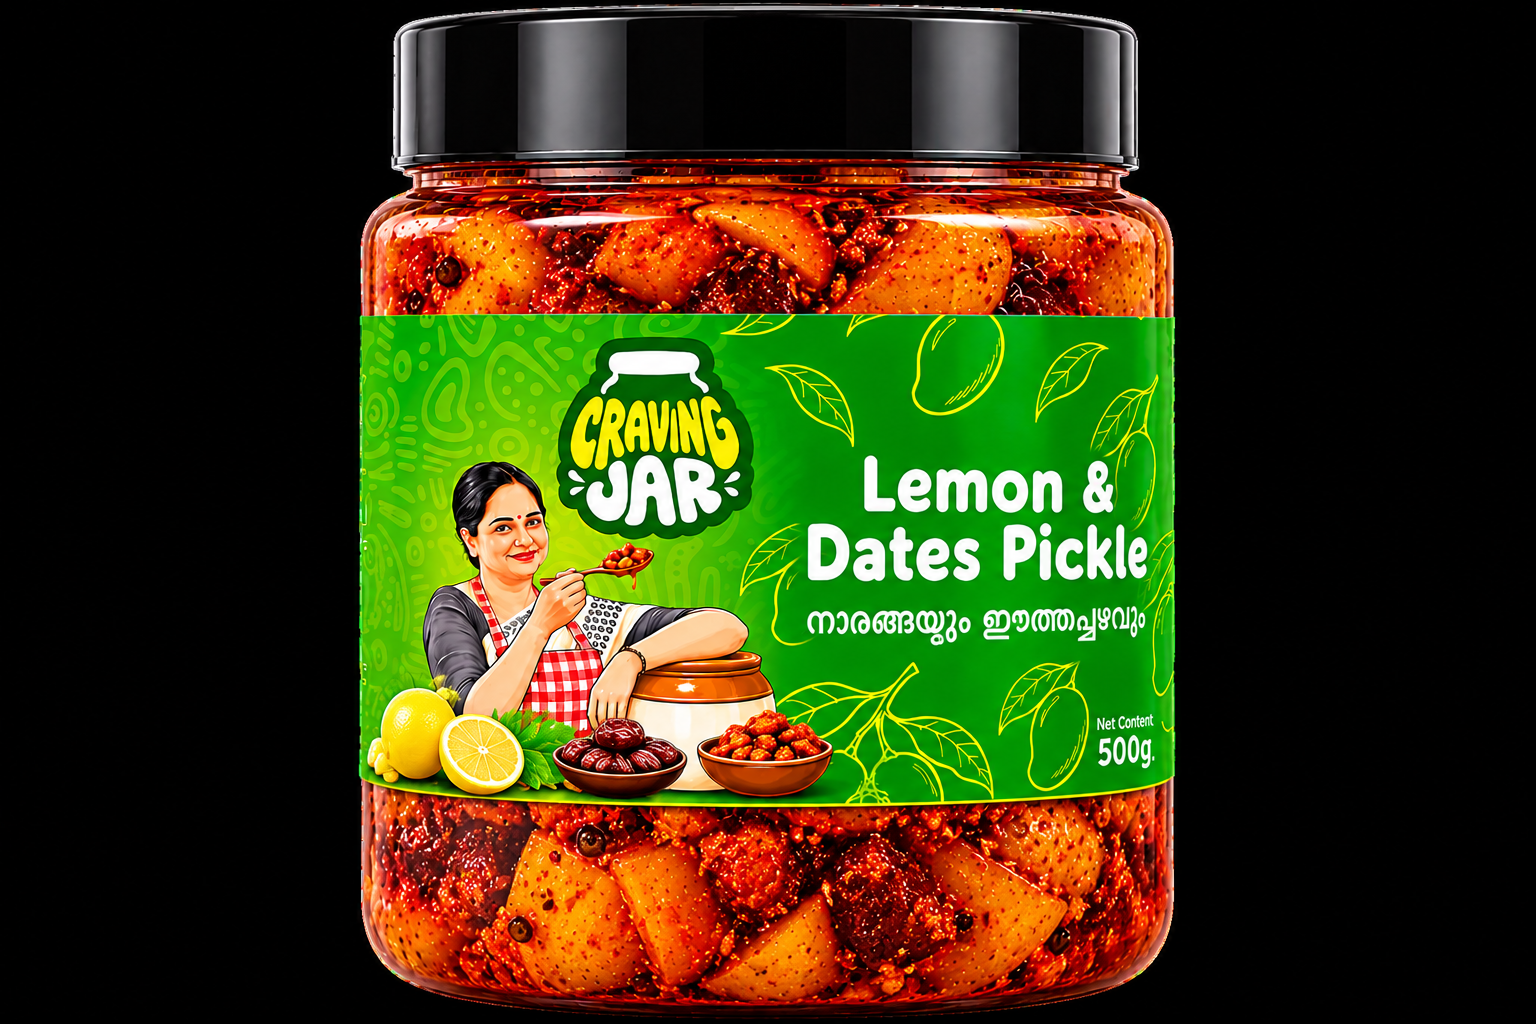 CRAVING
JAR
Lemon &
Dates Pickle
നാരങ്ങയും ഈത്തപ്പഴവും
Net Content
500g.